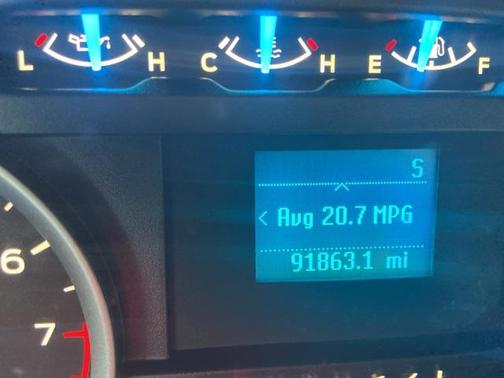 L H C H E F
S
< Avg 20.7 MPG
91863.1 mi
6
7